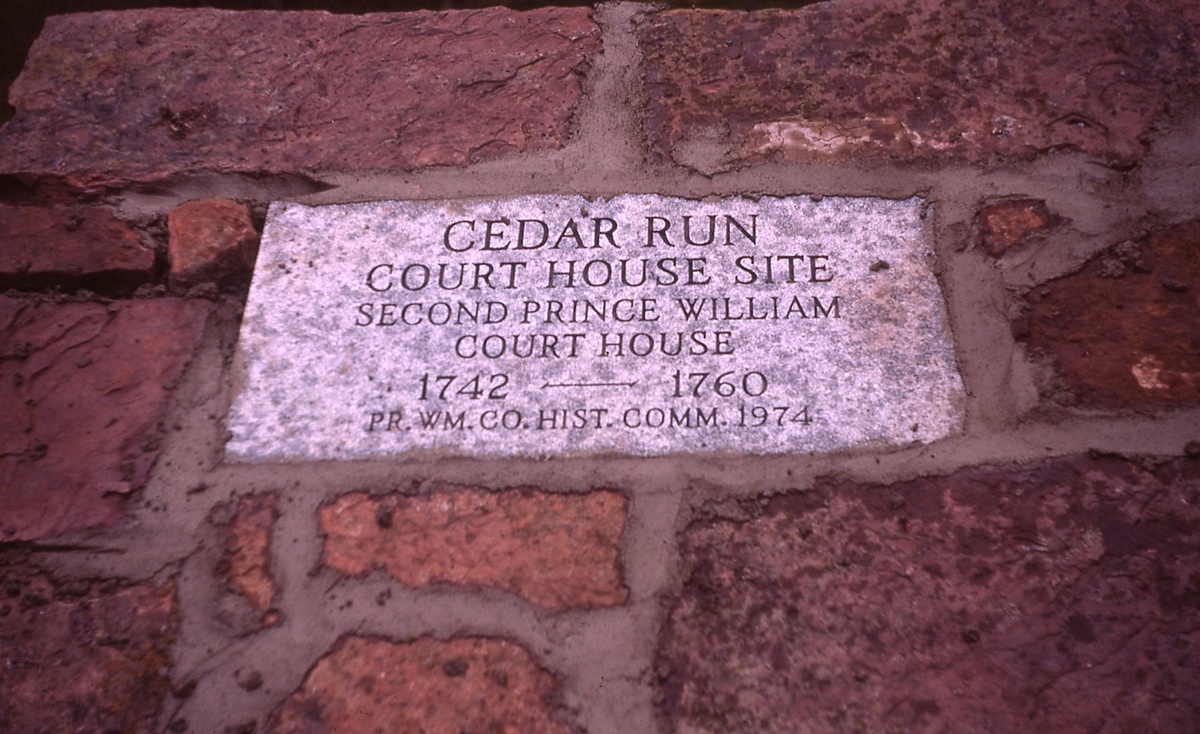 CEDAR RUN
COURT HOUSE SITE
SECOND PRINCE WILLIAM
COURT HOUSE
1742 — 1760
PR. WM. CO. HIST. COMM. 1974